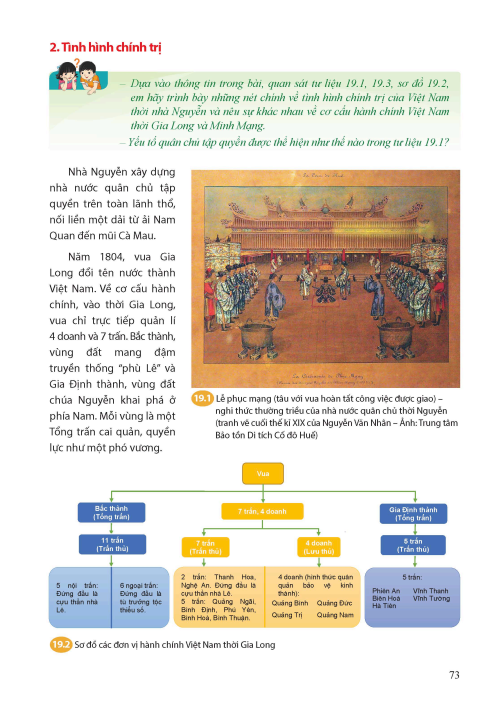 2. Tình hình chính trị
– Dựa vào thông tin trong bài, quan sát tư liệu 19.1, 19.3, sơ đồ 19.2,
em hãy trình bày những nét chính về tình hình chính trị của Việt Nam
thời nhà Nguyễn và nêu sự khác nhau về cơ cấu hành chính Việt Nam
thời Gia Long và Minh Mạng.
– Yếu tố quân chủ tập quyền được thể hiện như thế nào trong tư liệu 19.1?
Nhà Nguyễn xây dựng
nhà nước quân chủ tập
quyền trên toàn lãnh thổ,
nối liền một dải từ ải Nam
Quan đến mũi Cà Mau.
Năm 1804, vua Gia
Long đổi tên nước thành
Việt Nam. Về cơ cấu hành
chính, vào thời Gia Long,
vua chỉ trực tiếp quản lí
4 doanh và 7 trấn. Bắc thành,
vùng đất mang đậm
truyền thống “phù Lê” và
Gia Định thành, vùng đất
chúa Nguyễn khai phá ở
phía Nam. Mỗi vùng là một
Tổng trấn cai quản, quyền
lực như một phó vương.
19.1 Lễ phục mạng (tâu với vua hoàn tất công việc được giao) –
nghi thức thường triều của nhà nước quân chủ thời Nguyễn
(tranh vẽ cuối thế kỉ XIX của Nguyễn Văn Nhân – Ảnh: Trung tâm
Bảo tồn Di tích Cố đô Huế)
Vua
Bắc thành
(Tổng trấn)
7 trấn, 4 doanh
Gia Định thành
(Tổng trấn)
11 trấn
(Trấn thủ)
7 trấn
(Trấn thủ)
4 doanh
(Lưu thủ)
5 trấn
(Trấn thủ)
5 nội trấn:
Đứng đầu là
cựu thần nhà
Lê.
6 ngoại trấn:
Đứng đầu là
tù trưởng tộc
thiểu số.
2 trấn: Thanh Hoa,
Nghệ An. Đứng đầu là
cựu thần nhà Lê.
5 trấn: Quảng Ngãi,
Bình Định, Phú Yên,
Bình Hoà, Bình Thuận.
4 doanh (hình thức quân
quản bảo vệ kinh
thành):
Quảng Bình Quảng Đức
Quảng Trị Quảng Nam
5 trấn:
Phiên An Vĩnh Thanh
Biên Hoà Vĩnh Tường
Hà Tiên
19.2 Sơ đồ các đơn vị hành chính Việt Nam thời Gia Long
73